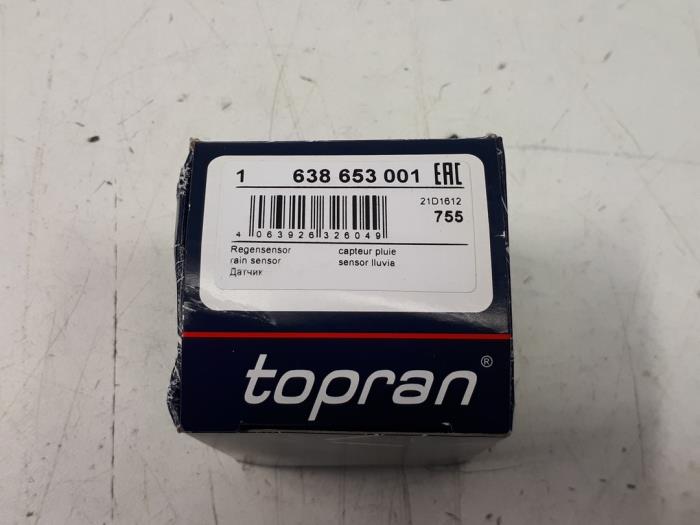 1 638 653 001 EAC
21D1612
755
4 063926 326049
Regensensor capteur pluie
rain sensor sensor lluvia
Датчик
topran®